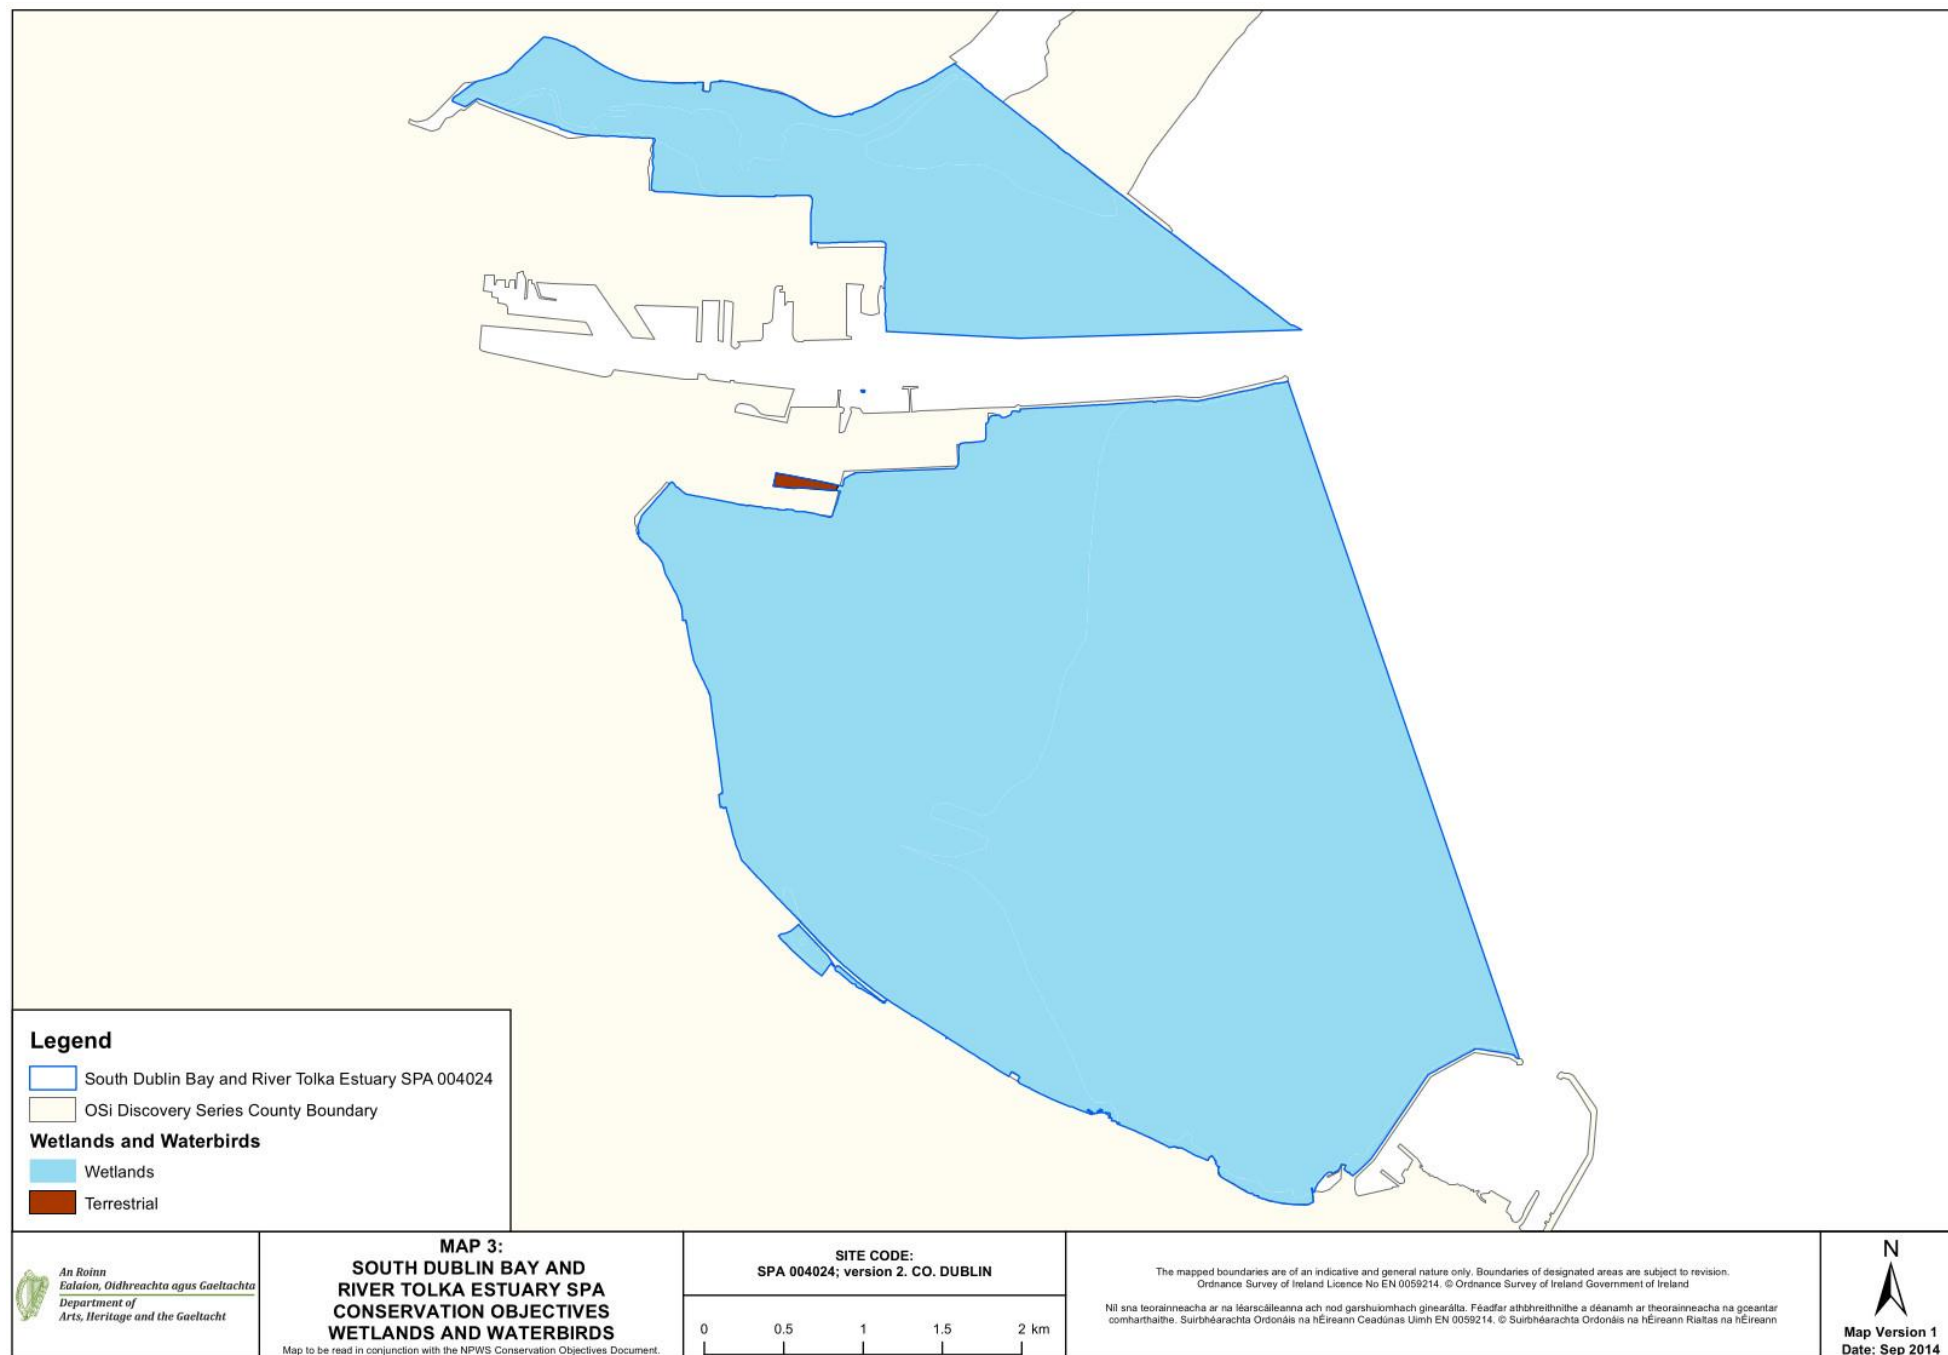 Legend
South Dublin Bay and River Tolka Estuary SPA 004024
OSi Discovery Series County Boundary
Wetlands and Waterbirds
Wetlands
Terrestrial
An Roinn
Ealaíon, Oidhreachta agus Gaeltachta
Department of
Arts, Heritage and the Gaeltacht
MAP 3:
SOUTH DUBLIN BAY AND
RIVER TOLKA ESTUARY SPA
CONSERVATION OBJECTIVES
WETLANDS AND WATERBIRDS
Map to be read in conjunction with the NPWS Conservation Objectives Document.
SITE CODE:
SPA 004024; version 2. CO. DUBLIN
0 0.5 1 1.5 2 km
The mapped boundaries are of an indicative and general nature only. Boundaries of designated areas are subject to revision.
Ordnance Survey of Ireland Licence No EN 0059214. © Ordnance Survey of Ireland Government of Ireland
Níl sna teorainneacha ar na léarscáileanna ach nod garshuiomhach ginearálta. Féadfar athbhreithnithe a déanamh ar theorainneacha na gceantar
comharthaithe. Suirbhéarachta Ordonáis na hÉireann Ceadúnas Uimh EN 0059214. © Suirbhéarachta Ordonáis na hÉireann Rialtas na hÉireann
N
Map Version 1
Date: Sep 2014